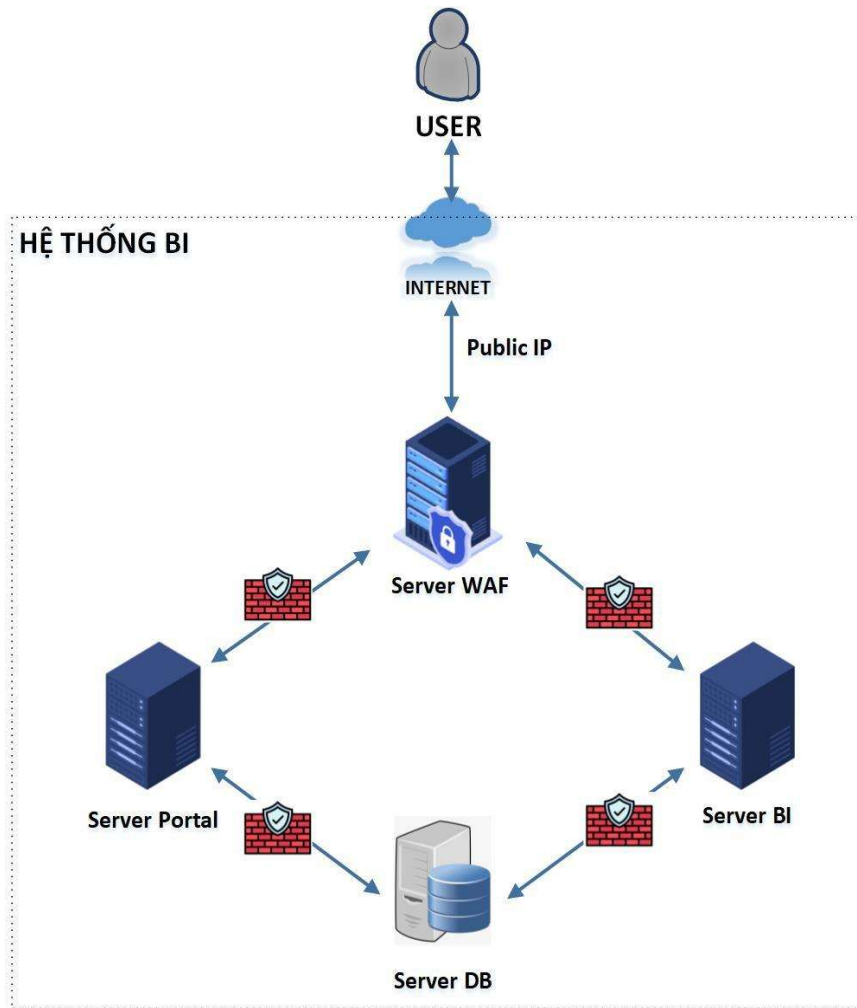 USER
HỆ THỐNG BI
INTERNET
Public IP
Server WAF
Server Portal
Server BI
Server DB